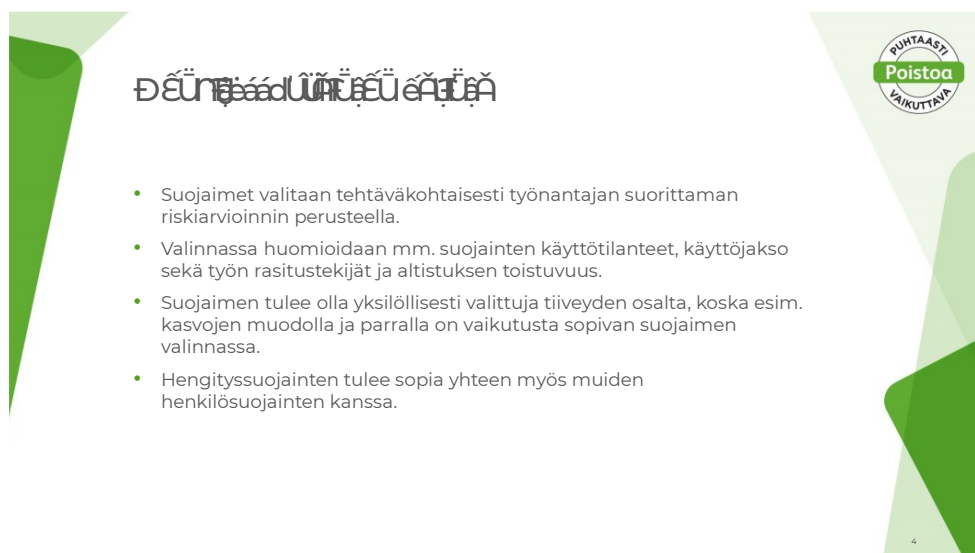 PUHTAASTI
Poistoa
VAIKUTTAVA
• Suojaimet valitaan tehtäväkohtaisesti työnantajan suorittaman
riskiarvioinnin perusteella.
• Valinnassa huomioidaan mm. suojainten käyttötilanteet, käyttöjakso
sekä työn rasitustekijät ja altistuksen toistuvuus.
• Suojaimen tulee olla yksilöllisesti valittuja tiiveyden osalta, koska esim.
kasvojen muodolla ja parralla on vaikutusta sopivan suojaimen
valinnassa.
• Hengityssuojainten tulee sopia yhteen myös muiden
henkilösuojainten kanssa.
4